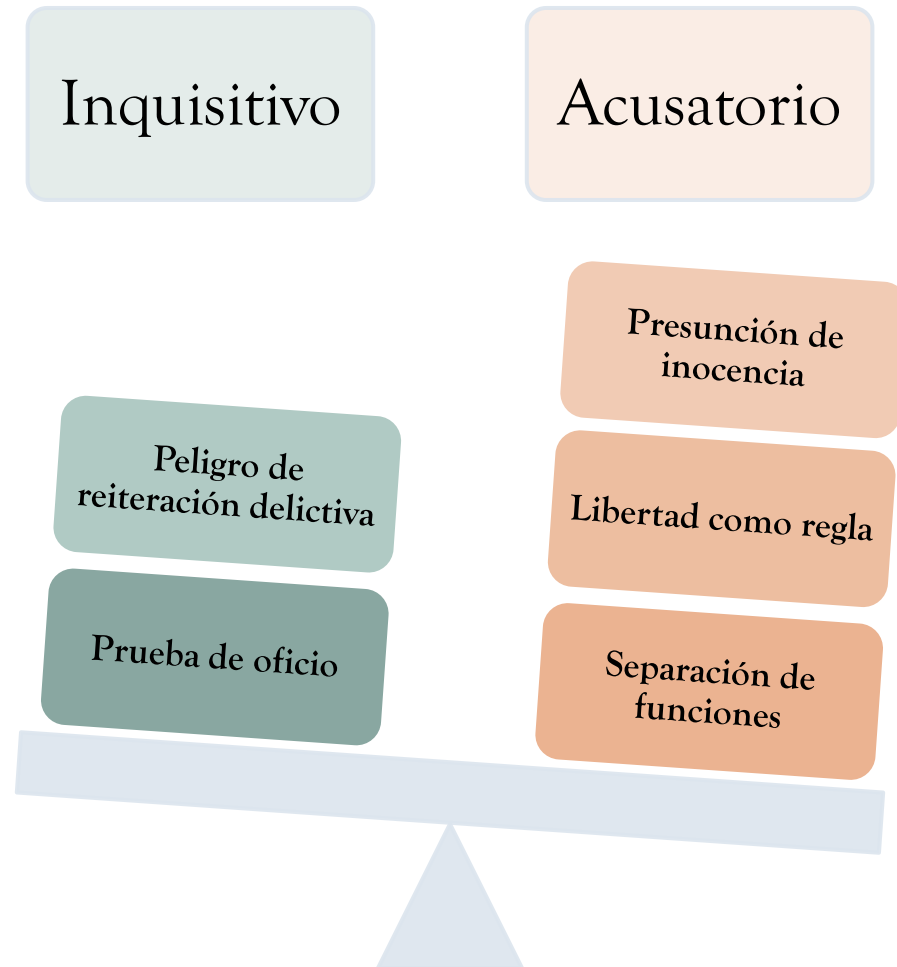 Inquisitivo
Acusatorio
Presunción de
inocencia
Peligro de
reiteración delictiva
Libertad como regla
Prueba de oficio
Separación de
funciones